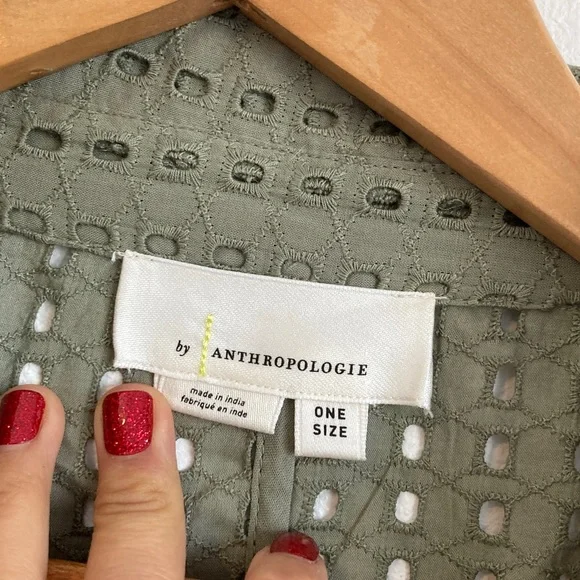 by ANTHROPOLOGIE
made in india
fabriqué en inde
ONE
SIZE